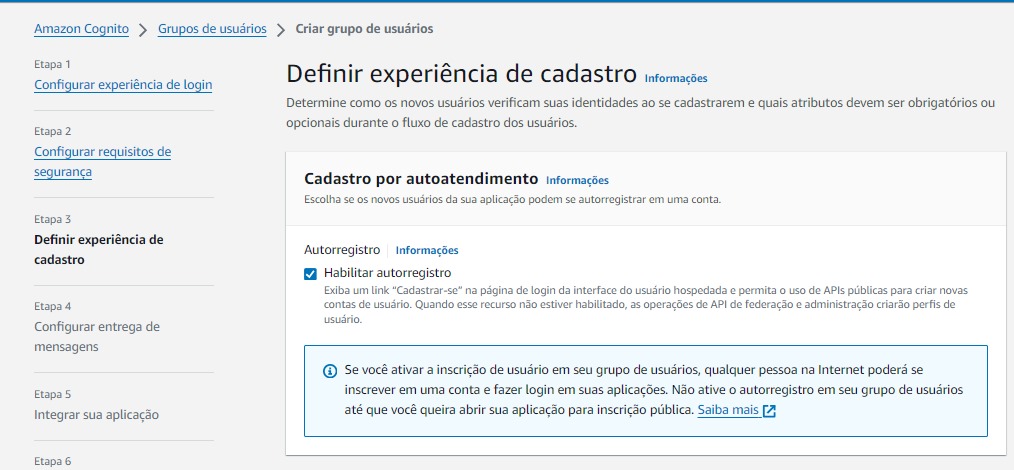 Amazon Cognito > Grupos de usuários > Criar grupo de usuários
Etapa 1
Configurar experiência de login
Etapa 2
Configurar requisitos de
segurança
Etapa 3
Definir experiência de
cadastro
Etapa 4
Configurar entrega de
mensagens
Etapa 5
Integrar sua aplicação
Etapa 6
Definir experiência de cadastro Informações
Determine como os novos usuários verificam suas identidades ao se cadastrarem e quais atributos devem ser obrigatórios ou
opcionais durante o fluxo de cadastro dos usuários.
Cadastro por autoatendimento Informações
Escolha se os novos usuários da sua aplicação podem se autorregistrar em uma conta.
Autorregistro | Informações
Habilitar autorregistro
Exiba um link “Cadastrar-se” na página de login da interface do usuário hospedada e permita o uso de APIs públicas para criar novas
contas de usuário. Quando esse recurso não estiver habilitado, as operações de API de federação e administração criarão perfis de
usuário.
Se você ativar a inscrição de usuário em seu grupo de usuários, qualquer pessoa na Internet poderá se
inscrever em uma conta e fazer login em suas aplicações. Não ative o autorregistro em seu grupo de usuários
até que você queira abrir sua aplicação para inscrição pública. Saiba mais